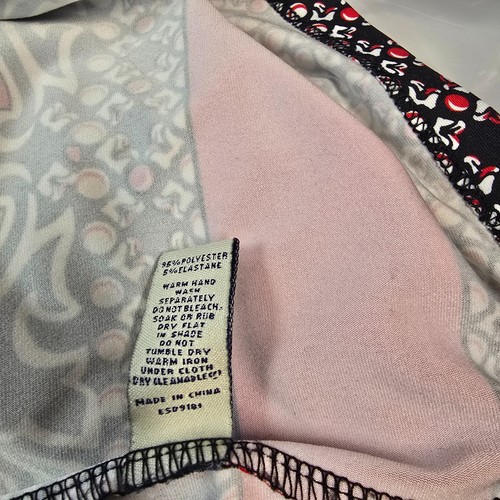 95%POLYESTER
5%ELASTANE
WARM HAND
WASH
SEPARATELY
DO NOT BLEACH.
SOAK OR RUB
DRY FLAT
IN SHADE
DO NOT
TUMBLE DRY
WARM IRON
UNDER CLOTH
DRY CLEANABLE(P)
MADE IN CHINA
ESD9181